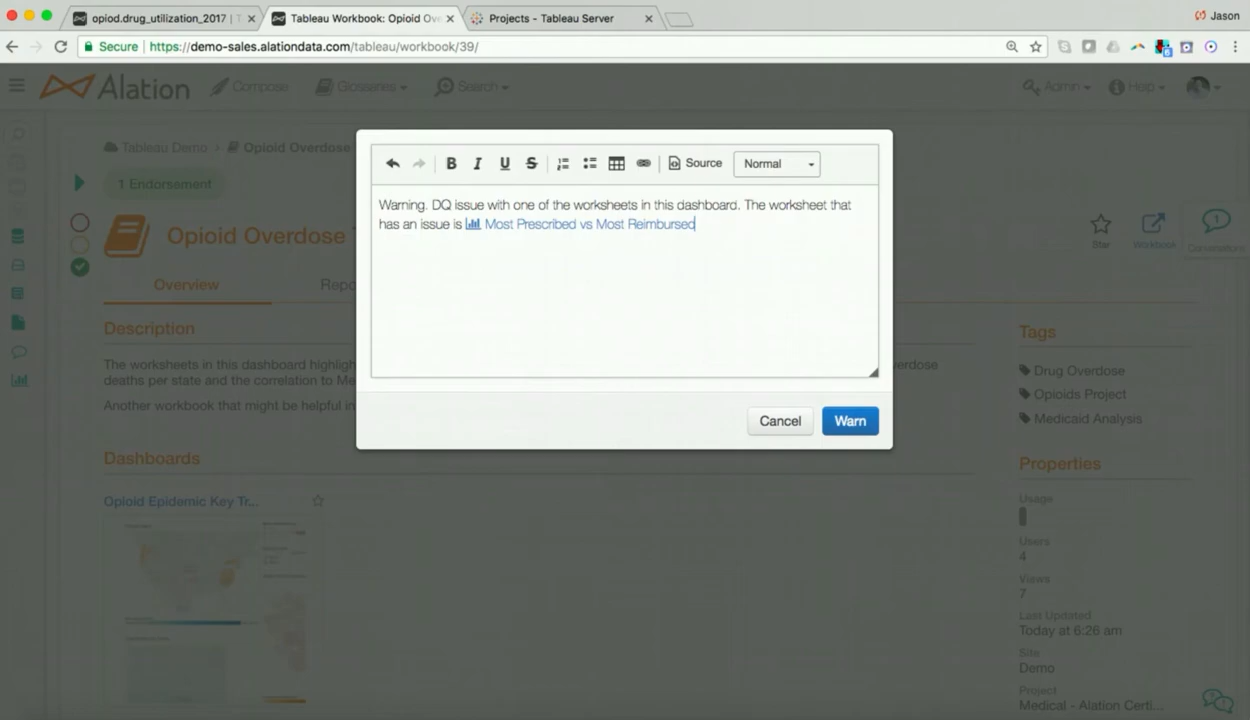 opiod.drug_utilization_2017 | T
Tableau Workbook: Opioid Ov
Projects - Tableau Server
Jason
Secure
https://demo-sales.alationdata.com/tableau/workbook/39/
Alation
Compose
Glossaries
Search
Admin
Help
Tableau Demo
Opioid Overdose
1 Endorsement
Opioid Overdose
Star
Workbook
Conversations
1
Overview
Repo
Source
Normal
Warning. DQ issue with one of the worksheets in this dashboard. The worksheet that
has an issue is Most Prescribed vs Most Reimbursed
Cancel
Warn
Description
The worksheets in this dashboard highligh
erdose
deaths per state and the correlation to Me
Another workbook that might be helpful in
Dashboards
Opioid Epidemic Key Tr...
Tags
Drug Overdose
Opioids Project
Medicaid Analysis
Properties
Usage
Users
4
Views
7
Last Updated
Today at 6:26 am
Site
Demo
Project
Medical - Alation Certi...